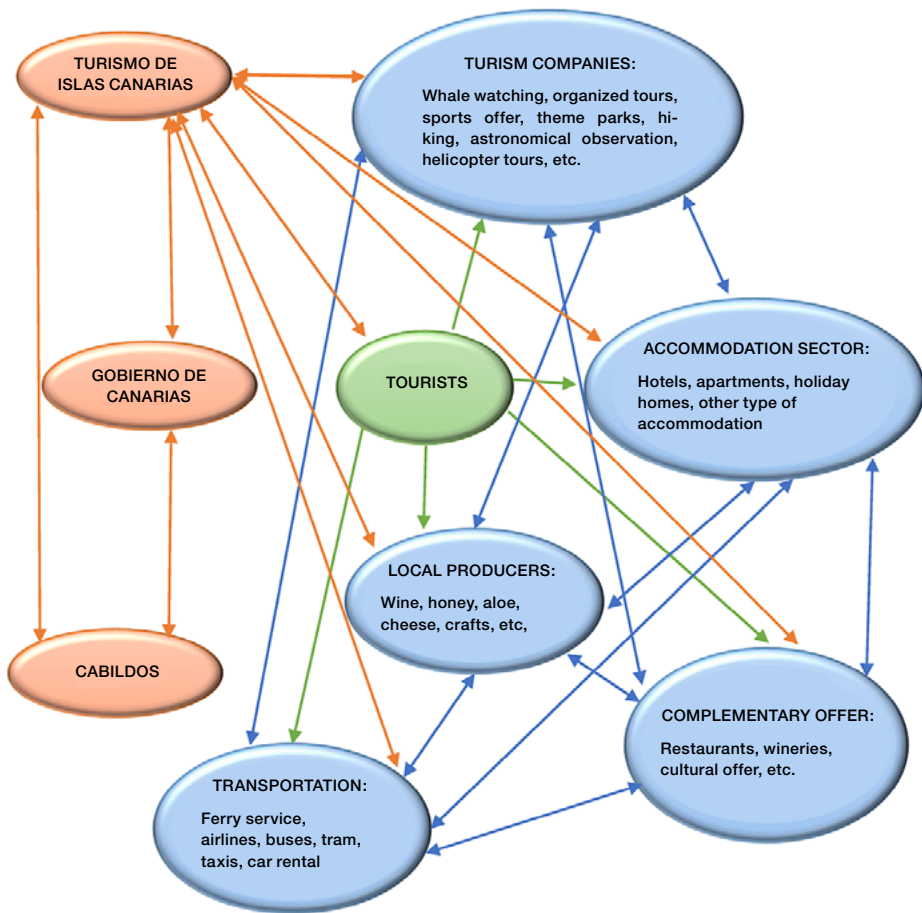 TURISMO DE
ISLAS CANARIAS
TURISM COMPANIES:
Whale watching, organized tours,
sports offer, theme parks, hi-
king, astronomical observation,
helicopter tours, etc.
GOBIERNO DE
CANARIAS
TOURISTS
ACCOMMODATION SECTOR:
Hotels, apartments, holiday
homes, other type of
accommodation
LOCAL PRODUCERS:
Wine, honey, aloe,
cheese, crafts, etc,
CABILDOS
COMPLEMENTARY OFFER:
Restaurants, wineries,
cultural offer, etc.
TRANSPORTATION:
Ferry service,
airlines, buses, tram,
taxis, car rental